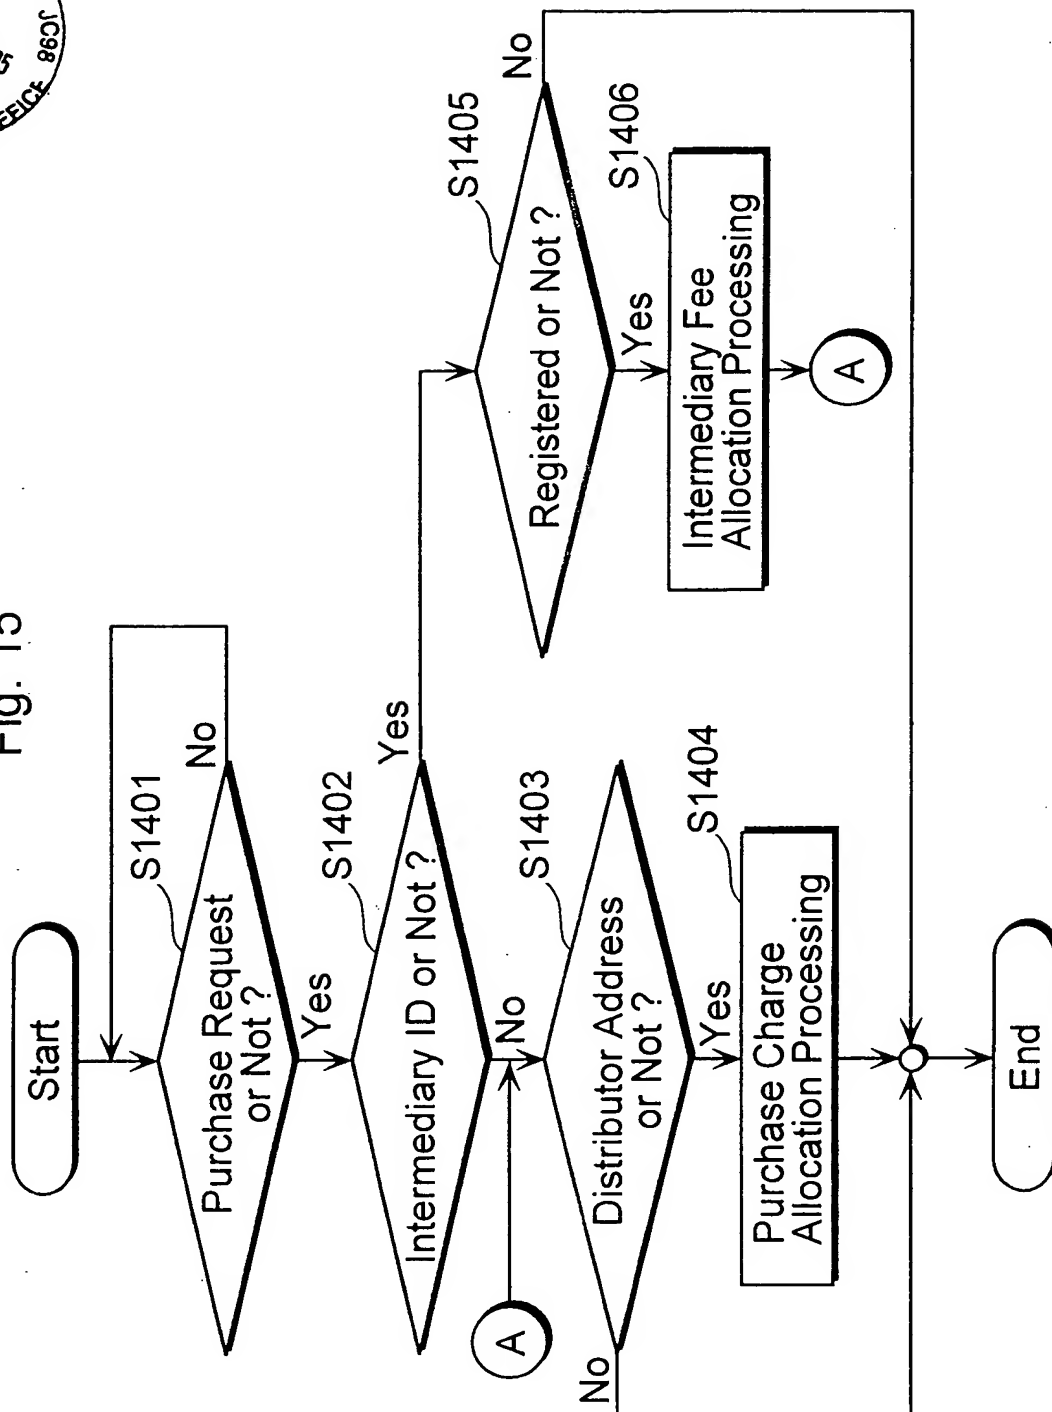 Fig. 15
Start
S1401
Purchase Request
or Not ?
No
Yes
S1402
Intermediary ID or Not ?
Yes
No
A
S1403
Distributor Address
or Not ?
No
Yes
S1404
Purchase Charge
Allocation Processing
End
S1405
Registered or Not ?
No
Yes
S1406
Intermediary Fee
Allocation Processing
A
JC98